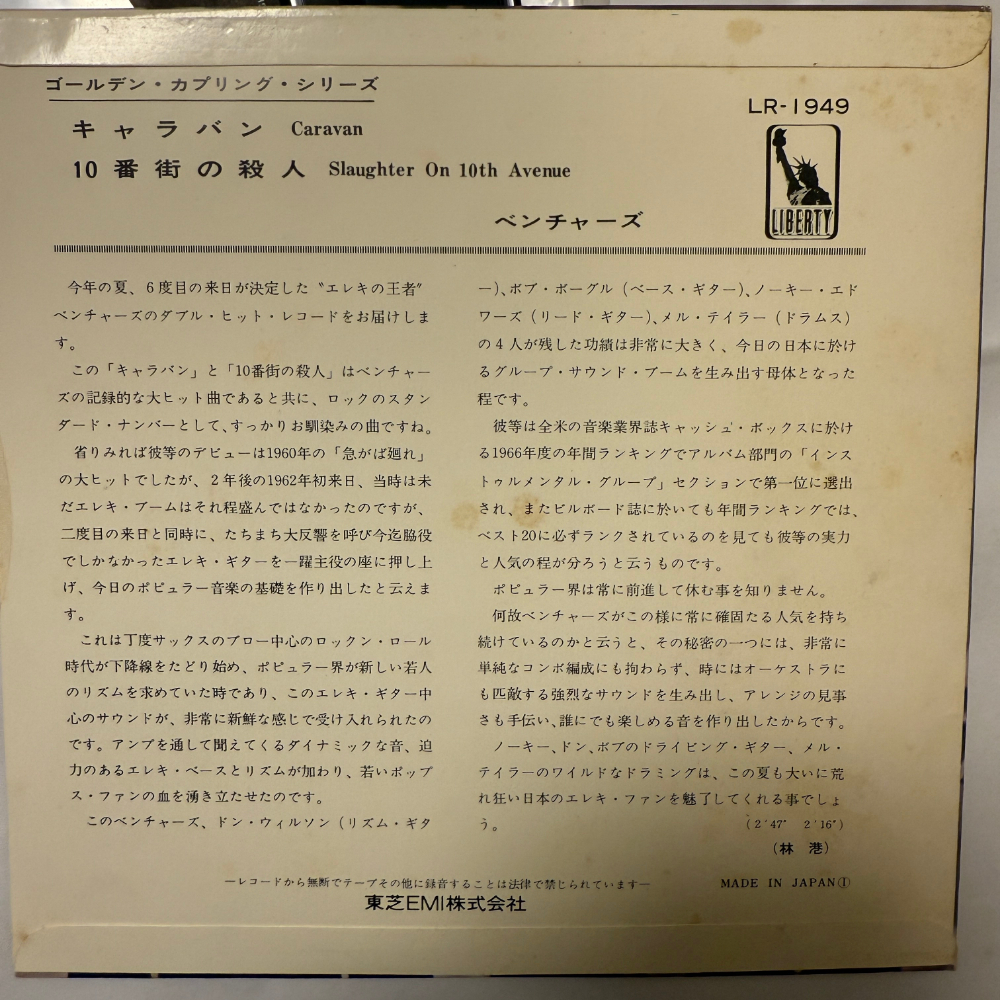 ゴールデン・カプリング・シリーズ
LR-1949
キャラバン Caravan
10番街の殺人 Slaughter On 10th Avenue
LIBERTY
ベンチャーズ
今年の夏、6度目の来日が決定した〝エレキの王者〟
ベンチャーズのダブル・ヒット・レコードをお届けしま
す。
この「キャラバン」と「10番街の殺人」はベンチャー
ズの記録的な大ヒット曲であると共に、ロックのスタン
ダード・ナンバーとして、すっかりお馴染みの曲ですね。
省りみれば彼等のデビューは1960年の「急がば廻れ」
の大ヒットでしたが、2年後の1962年初来日、当時は未
だエレキ・ブームはそれ程盛んではなかったのですが、
二度目の来日と同時に、たちまち大反響を呼び今迄脇役
でしかなかったエレキ・ギターを一躍主役の座に押し上
げ、今日のポピュラー音楽の基礎を作り出したと云えま
す。
これは丁度サックスのブロー中心のロックン・ロール
時代が下降線をたどり始め、ポピュラー界が新しい若人
のリズムを求めていた時であり、このエレキ・ギター中
心のサウンドが、非常に新鮮な感じで受け入れられたの
です。アンプを通して聞えてくるダイナミックな音、迫
力のあるエレキ・ベースとリズムが加わり、若いポップ
ス・ファンの血を湧き立たせたのです。
このベンチャーズ、ドン・ウィルソン（リズム・ギタ
ー）、ボブ・ボーグル（ベース・ギター）、ノーキー・エド
ワーズ（リード・ギター）、メル・テイラー（ドラムス）
の4人が残した功績は非常に大きく、今日の日本に於け
るグループ・サウンド・ブームを生み出す母体となった
程です。
彼等は全米の音楽業界誌キャッシュ・ボックスに於け
る1966年度の年間ランキングでアルバム部門の「インス
トゥルメンタル・グループ」セクションで第一位に選出
され、またビルボード誌に於いても年間ランキングでは、
ベスト20に必ずランクされているのを見ても彼等の実力
と人気の程が分ろうと云うものです。
ポピュラー界は常に前進して休む事を知りません。
何故ベンチャーズがこの様に常に確固たる人気を持ち
続けているのかと云うと、その秘密の一つには、非常に
単純なコンボ編成にも拘わらず、時にはオーケストラに
も匹敵する強烈なサウンドを生み出し、アレンジの見事
さも手伝い、誰にでも楽しめる音を作り出したからです。
ノーキー、ドン、ボブのドライビング・ギター、メル・
テイラーのワイルドなドラミングは、この夏も大いに荒
れ狂い日本のエレキ・ファンを魅了してくれる事でしょ
う。
（2′47″ 2′16″）
（林 港）
—レコードから無断でテープその他に録音することは法律で禁じられています—
MADE IN JAPANⒾ
東芝EMI株式会社